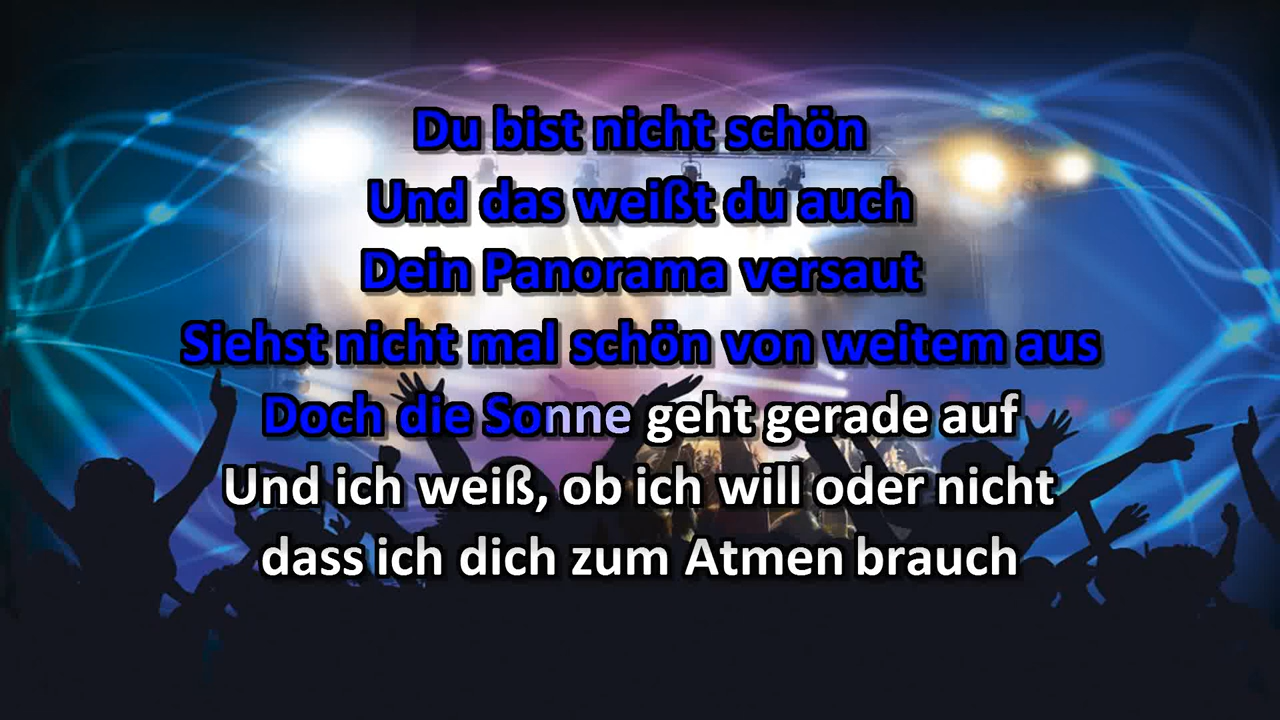 Du bist nicht schön
Und das weißt du auch
Dein Panorama versaut
Siehst nicht mal schön von weitem aus
Doch die Sonne geht gerade auf
Und ich weiß, ob ich will oder nicht
dass ich dich zum Atmen brauch